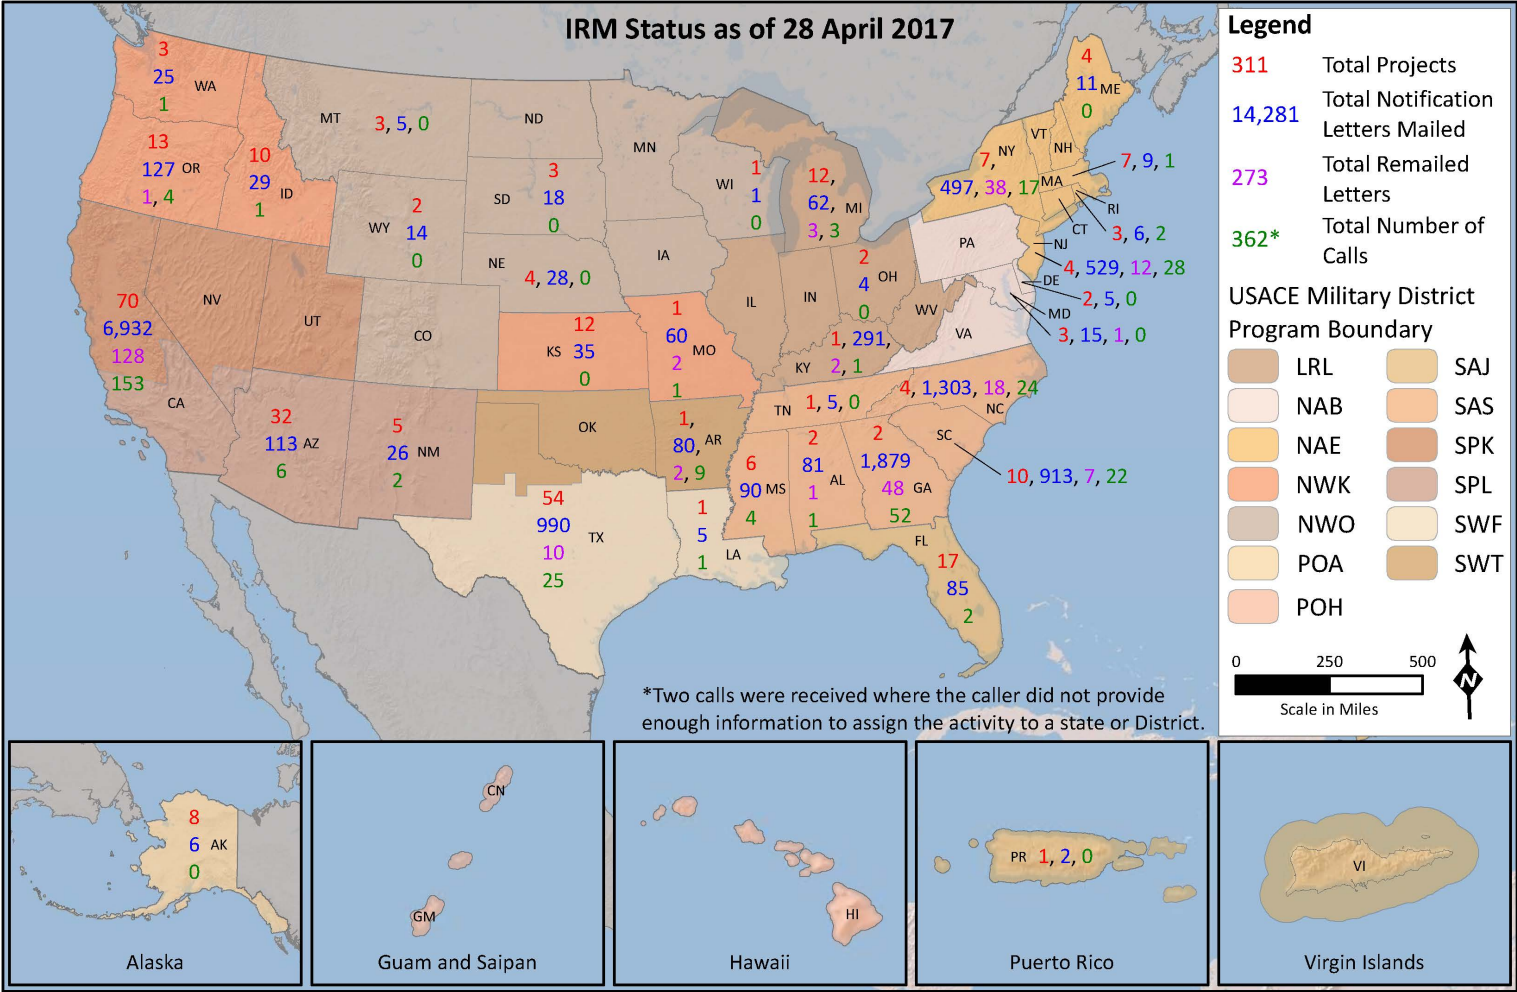 IRM Status as of 28 April 2017
Legend
311 Total Projects
14,281 Total Notification
Letters Mailed
273 Total Remailed
Letters
362* Total Number of
Calls
USACE Military District
Program Boundary
LRL
NAB
NAE
NWK
NWO
POA
POH
SAJ
SAS
SPK
SPL
SWF
SWT
0 250 500
Scale in Miles
N
WA
3
25
1
OR
13
127
1, 4
ID
10
29
1
MT 3, 5, 0
ND
MN
SD
3
18
0
WY
2
14
0
NE 4, 28, 0
IA
WI
1
1
0
MI
12,
62,
3, 3
NY
7,
497, 38, 17
VT
NH
ME
4
11
0
MA
7, 9, 1
RI
CT
3, 6, 2
NJ
4, 529, 12, 28
DE
2, 5, 0
MD
3, 15, 1, 0
PA
VA
WV
OH
2
4
0
IN
IL
KY
1, 291,
2, 1
NV
UT
CO
CA
70
6,932
128
153
AZ
32
113
6
NM
5
26
2
KS
12
35
0
MO
1
60
2
1
OK
AR
1,
80,
2, 9
TN 1, 5, 0
NC
4, 1,303, 18, 24
SC
10, 913, 7, 22
MS
6
90
4
AL
2
81
1
1
GA
2
1,879
48
52
FL
17
85
2
TX
54
990
10
25
LA
1
5
1
*Two calls were received where the caller did not provide
enough information to assign the activity to a state or District.
AK
8
6
0
Alaska
CN
GM
Guam and Saipan
HI
Hawaii
PR 1, 2, 0
Puerto Rico
VI
Virgin Islands